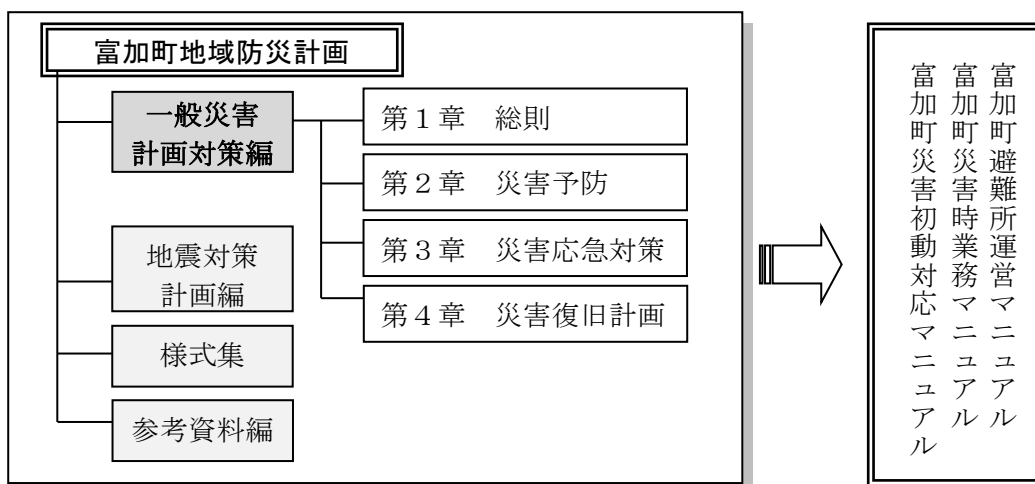 富加町地域防災計画
一般災害
計画対策編
第１章　総則
第２章　災害予防
第３章　災害応急対策
第４章　災害復旧計画
地震対策
計画編
様式集
参考資料編
富加町避難所運営マニュアル
富加町災害時業務マニュアル
富加町災害初動対応マニュアル